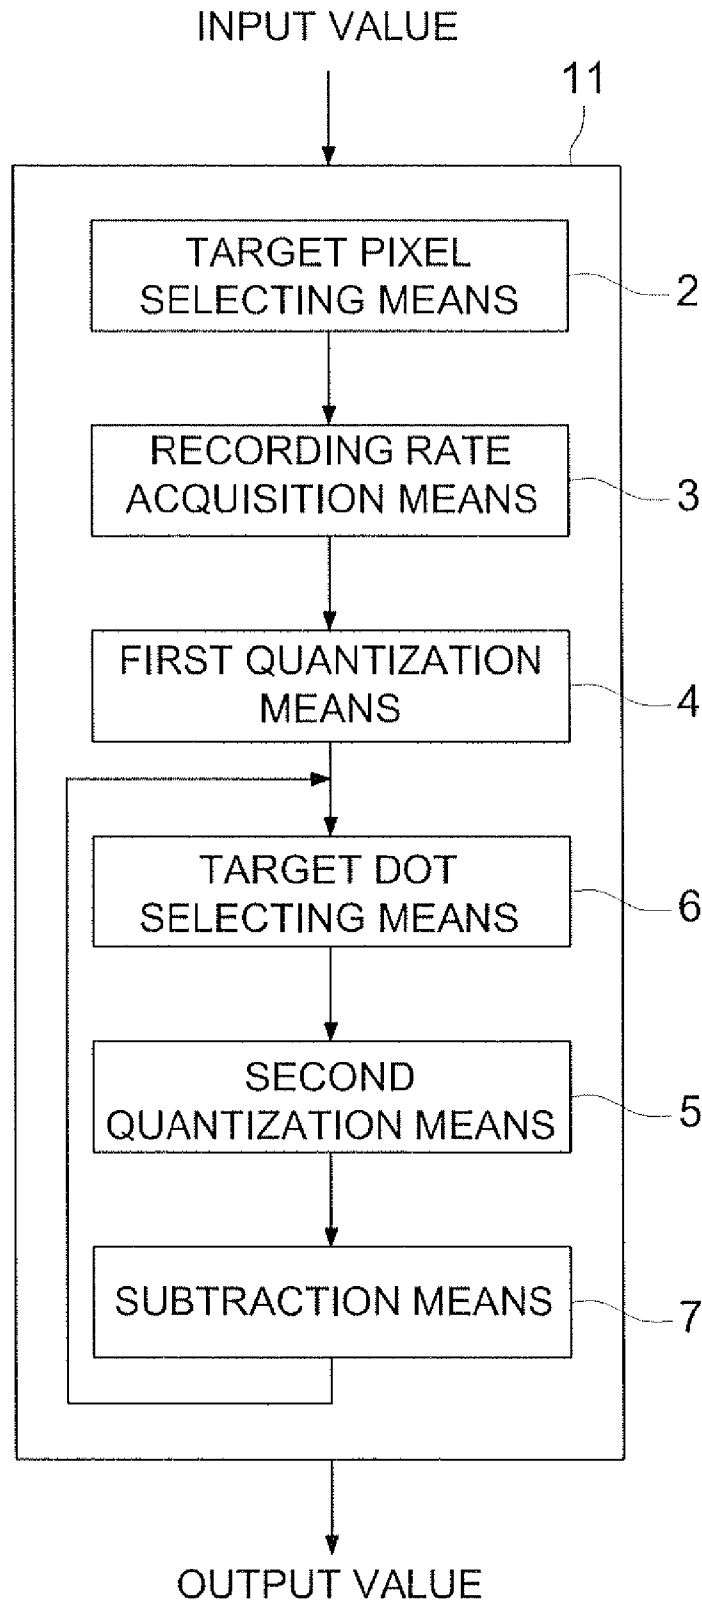 INPUT VALUE
11
TARGET PIXEL
SELECTING MEANS
2
RECORDING RATE
ACQUISITION MEANS
3
FIRST QUANTIZATION
MEANS
4
TARGET DOT
SELECTING MEANS
6
SECOND
QUANTIZATION MEANS
5
SUBTRACTION MEANS
7
OUTPUT VALUE